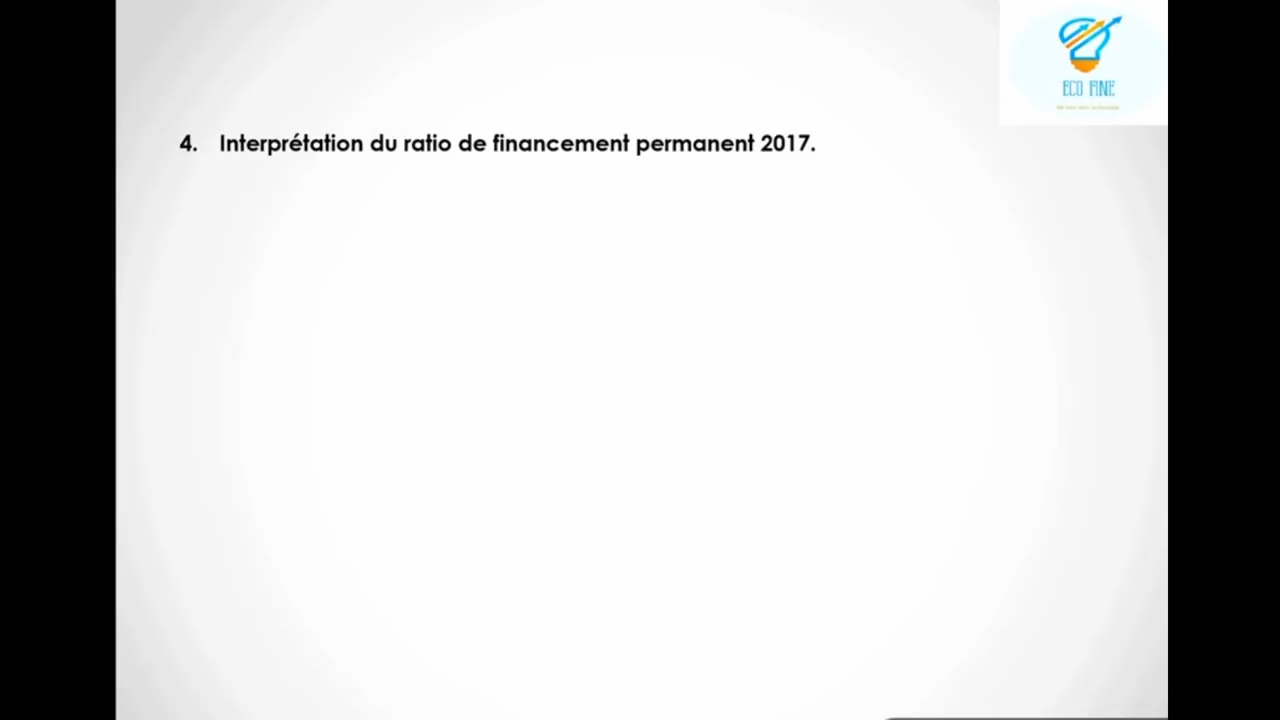 ECO FINE
4. Interprétation du ratio de financement permanent 2017.